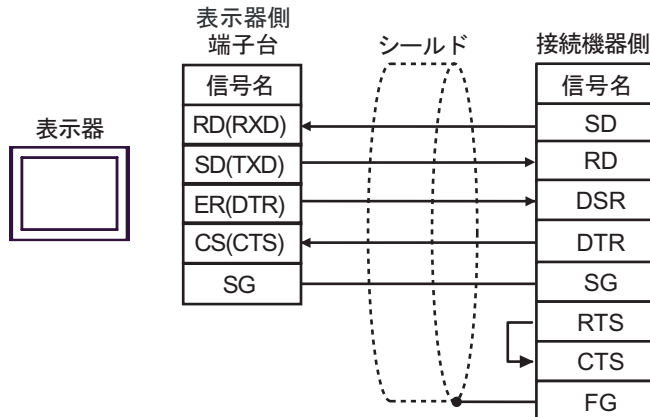 表示器
表示器側
端子台
信号名
RD(RXD)
SD(TXD)
ER(DTR)
CS(CTS)
SG
シールド
接続機器側
信号名
SD
RD
DSR
DTR
SG
RTS
CTS
FG